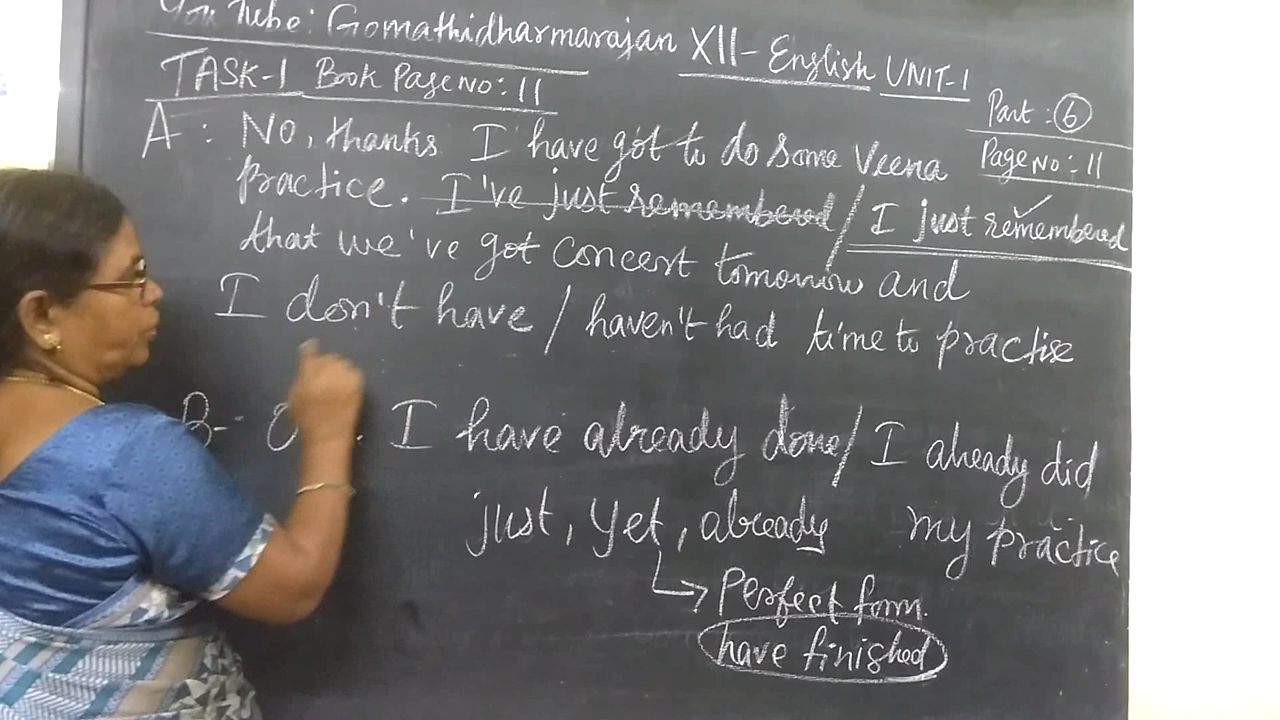 YouTube: Gomathidharmarajan XII - English UNIT-1
TASK-1 Book Page No: 11
Part: 6
Page No: 11
A: No, thanks I have got to do some Veena
practice. I've just remembered / I just remembered
that we've got concert tomorrow and
I don't have / haven't had time to practise
B- I have already done / I already did
just, yet, already my practice
Perfect form.
have finished